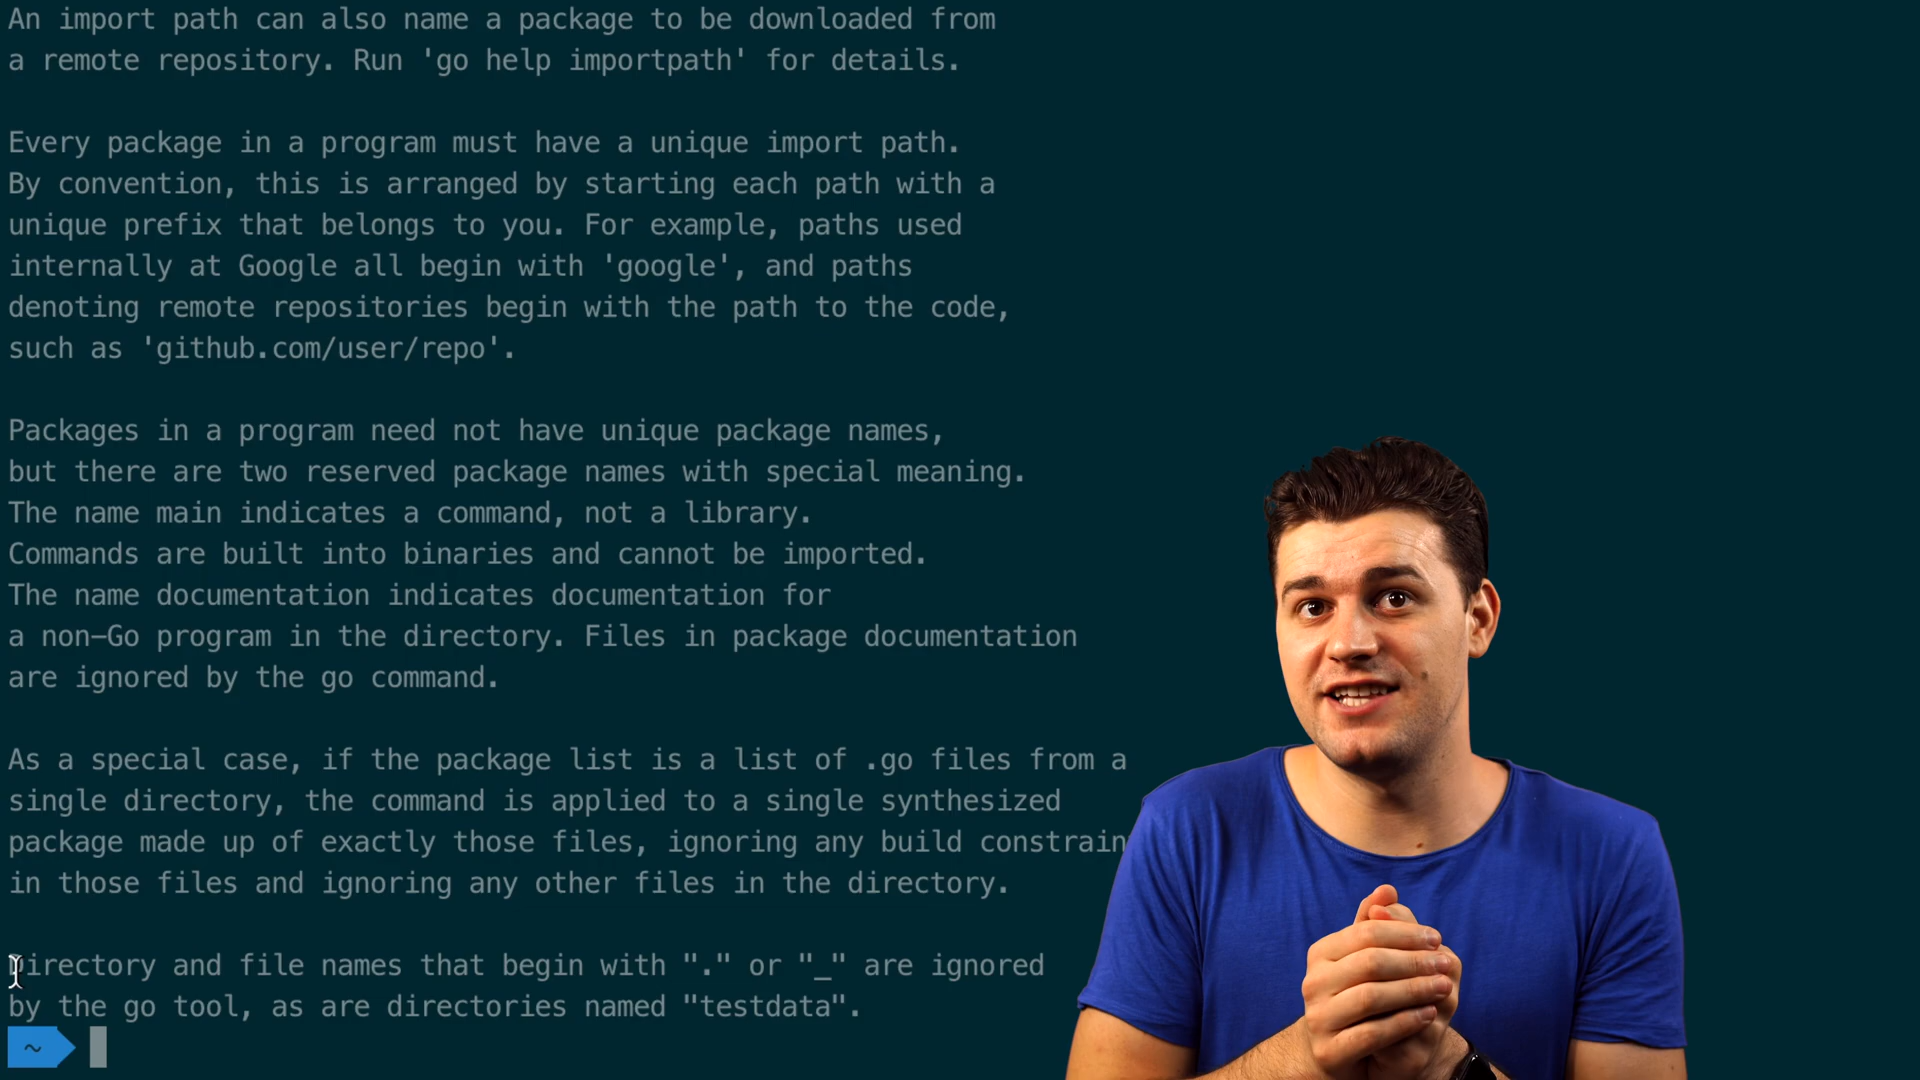 An import path can also name a package to be downloaded from
a remote repository. Run 'go help importpath' for details.
Every package in a program must have a unique import path.
By convention, this is arranged by starting each path with a
unique prefix that belongs to you. For example, paths used
internally at Google all begin with 'google', and paths
denoting remote repositories begin with the path to the code,
such as 'github.com/user/repo'.
Packages in a program need not have unique package names,
but there are two reserved package names with special meaning.
The name main indicates a command, not a library.
Commands are built into binaries and cannot be imported.
The name documentation indicates documentation for
a non-Go program in the directory. Files in package documentation
are ignored by the go command.
As a special case, if the package list is a list of .go files from a
single directory, the command is applied to a single synthesized
package made up of exactly those files, ignoring any build constrain
in those files and ignoring any other files in the directory.
Directory and file names that begin with "." or "_" are ignored
by the go tool, as are directories named "testdata".
~